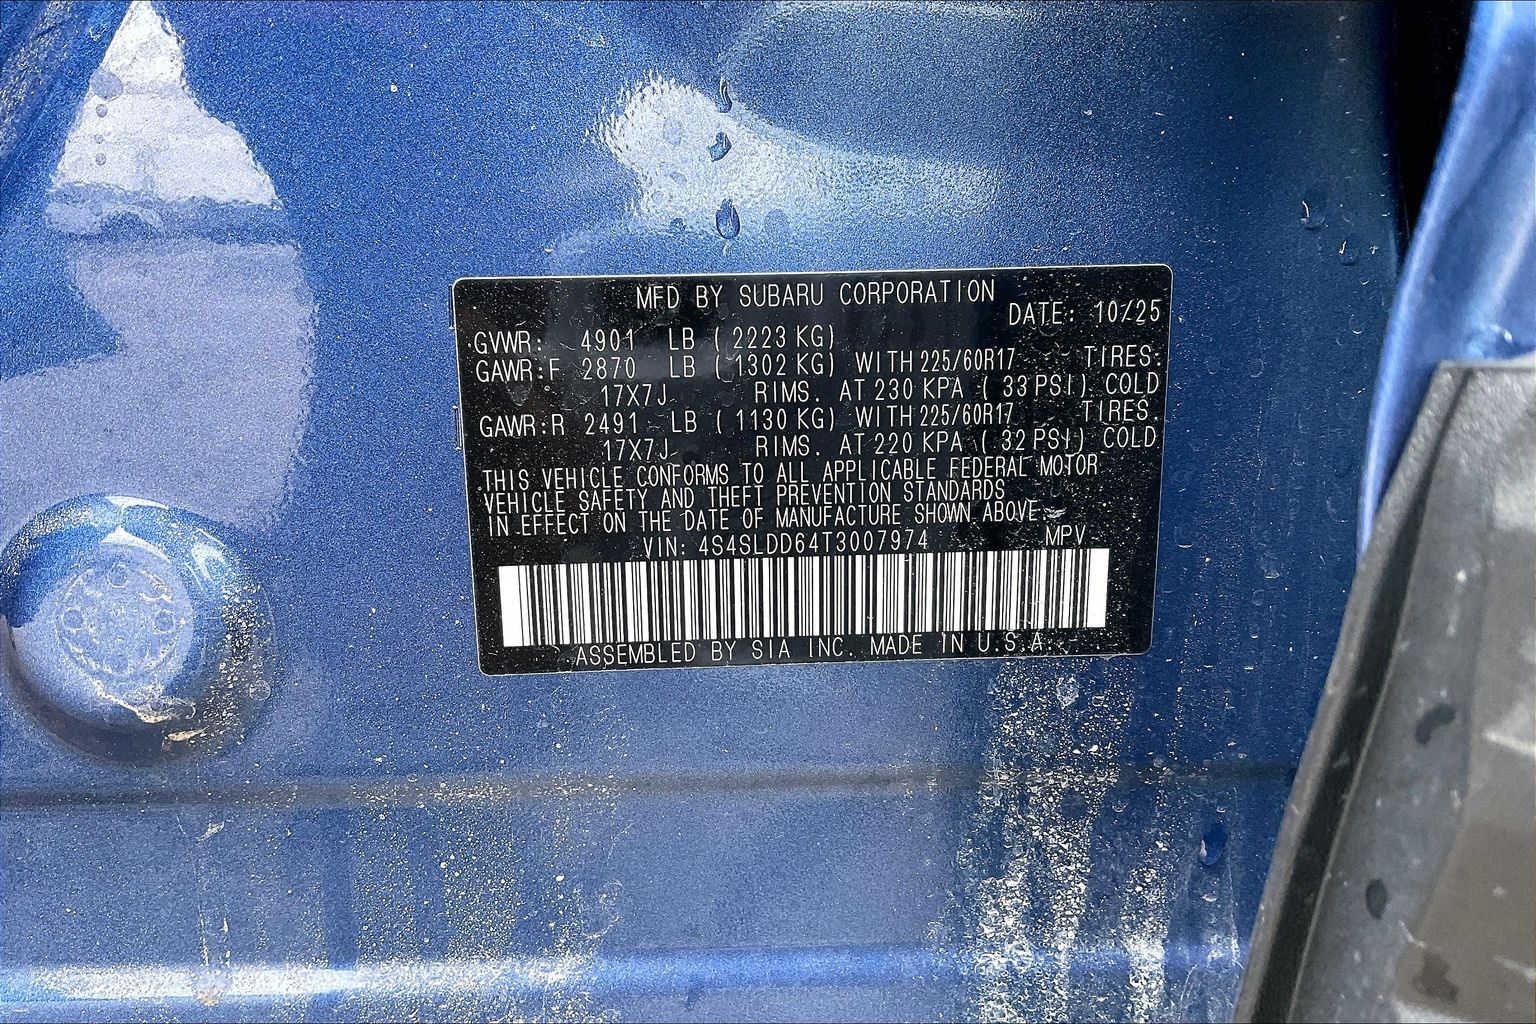 MFD BY SUBARU CORPORATION
DATE: 10/25
GVWR: 4901 LB ( 2223 KG)
GAWR:F 2870 LB ( 1302 KG) WITH 225/60R17 TIRES.
17X7J RIMS. AT 230 KPA ( 33 PSI) COLD
GAWR:R 2491 LB ( 1130 KG) WITH 225/60R17 TIRES.
17X7J RIMS. AT 220 KPA ( 32 PSI) COLD
THIS VEHICLE CONFORMS TO ALL APPLICABLE FEDERAL MOTOR
VEHICLE SAFETY AND THEFT PREVENTION STANDARDS
IN EFFECT ON THE DATE OF MANUFACTURE SHOWN ABOVE.
VIN: 4S4SLDD64T3007974 MPV
ASSEMBLED BY SIA INC. MADE IN U.S.A.